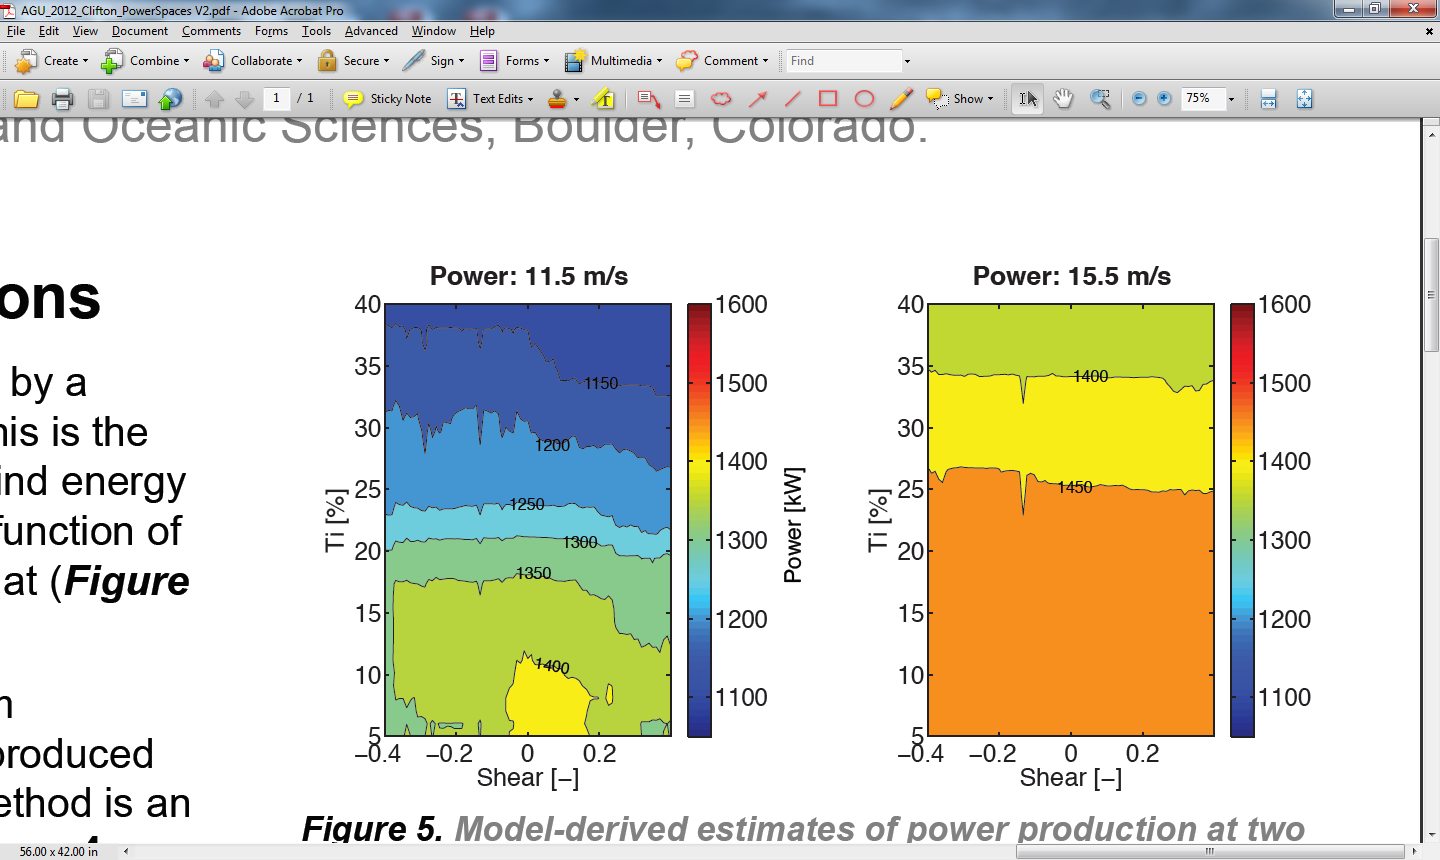 AGU_2012_Clifton_PowerSpaces V2.pdf - Adobe Acrobat Pro
File Edit View Document Comments Forms Tools Advanced Window Help
Create Combine Collaborate Secure Sign Forms Multimedia Comment Find
1 / 1 Sticky Note Text Edits Show 75%
and Oceanic Sciences, Boulder, Colorado.
ons
by a
his is the
ind energy
function of
at (Figure
n
produced
ethod is an
Power: 11.5 m/s
40
35
30
25
20
15
10
5
Ti [%]
1150
1200
1250
1300
1350
1400
−0.4 −0.2 0 0.2
Shear [−]
1600
1500
1400
1300
1200
1100
Power [kW]
Power: 15.5 m/s
40
35
30
25
20
15
10
5
Ti [%]
1400
1450
−0.4 −0.2 0 0.2
Shear [−]
1600
1500
1400
1300
1200
1100
Figure 5. Model-derived estimates of power production at two
56.00 x 42.00 in